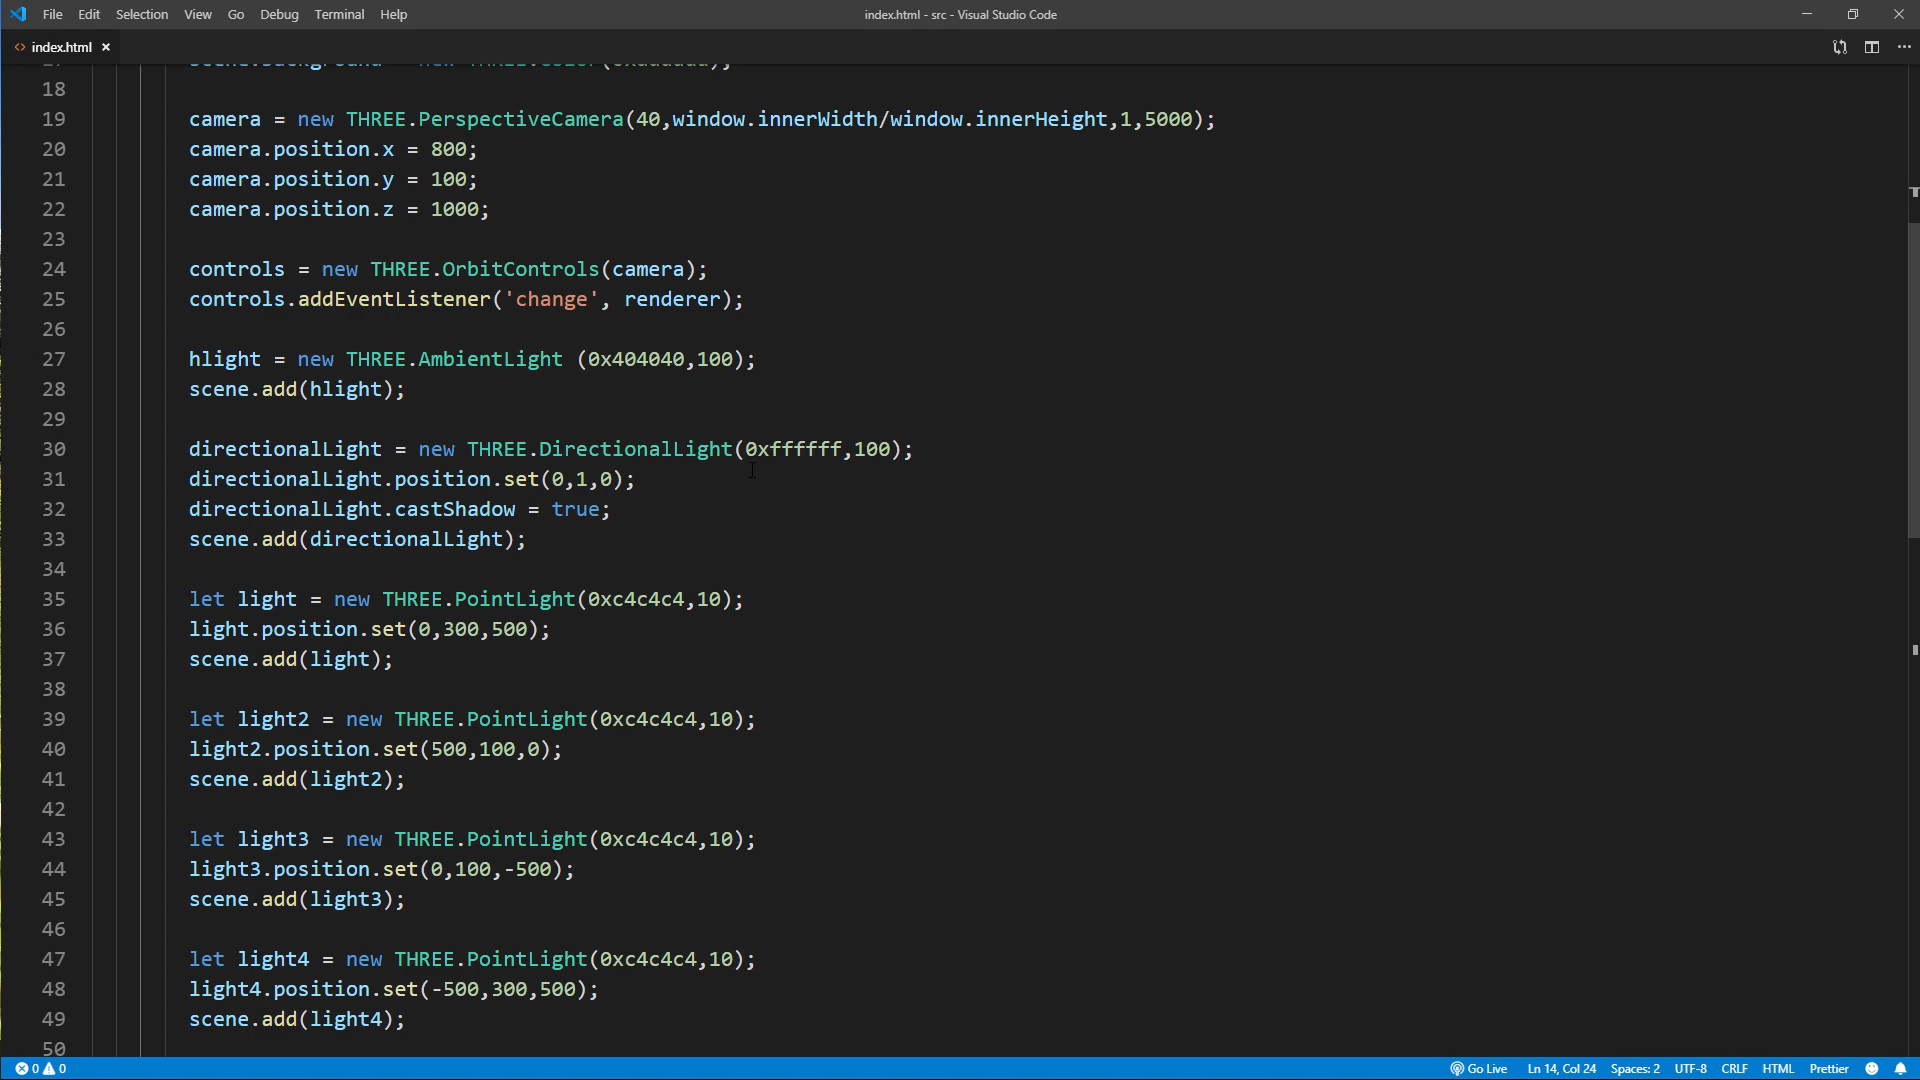 File Edit Selection View Go Debug Terminal Help
index.html - src - Visual Studio Code
index.html
18
19 camera = new THREE.PerspectiveCamera(40,window.innerWidth/window.innerHeight,1,5000);
20 camera.position.x = 800;
21 camera.position.y = 100;
22 camera.position.z = 1000;
23
24 controls = new THREE.OrbitControls(camera);
25 controls.addEventListener('change', renderer);
26
27 hlight = new THREE.AmbientLight (0x404040,100);
28 scene.add(hlight);
29
30 directionalLight = new THREE.DirectionalLight(0xffffff,100);
31 directionalLight.position.set(0,1,0);
32 directionalLight.castShadow = true;
33 scene.add(directionalLight);
34
35 let light = new THREE.PointLight(0xc4c4c4,10);
36 light.position.set(0,300,500);
37 scene.add(light);
38
39 let light2 = new THREE.PointLight(0xc4c4c4,10);
40 light2.position.set(500,100,0);
41 scene.add(light2);
42
43 let light3 = new THREE.PointLight(0xc4c4c4,10);
44 light3.position.set(0,100,-500);
45 scene.add(light3);
46
47 let light4 = new THREE.PointLight(0xc4c4c4,10);
48 light4.position.set(-500,300,500);
49 scene.add(light4);
50
0 0 Go Live Ln 14, Col 24 Spaces: 2 UTF-8 CRLF HTML Prettier